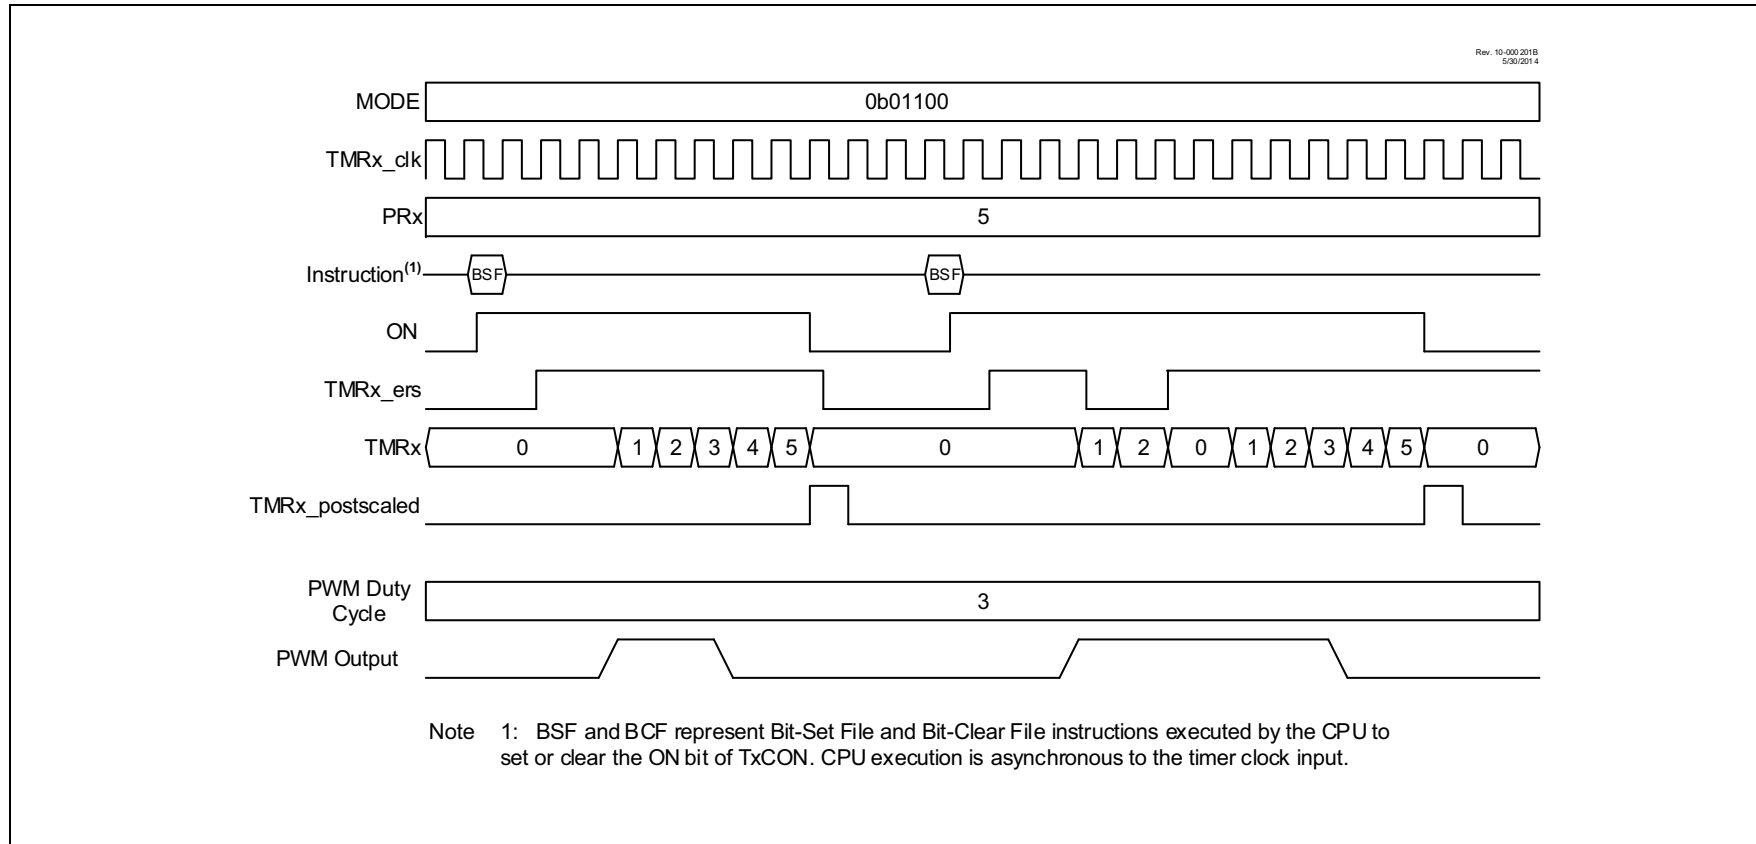 Rev. 10-000201B
5/30/2014
MODE 0b01100
TMRx_clk
PRx 5
Instruction(1) BSF BSF
ON
TMRx_ers
TMRx 0 1 2 3 4 5 0 1 2 0 1 2 3 4 5 0
TMRx_postscaled
PWM Duty
Cycle 3
PWM Output
Note 1: BSF and BCF represent Bit-Set File and Bit-Clear File instructions executed by the CPU to
set or clear the ON bit of TxCON. CPU execution is asynchronous to the timer clock input.